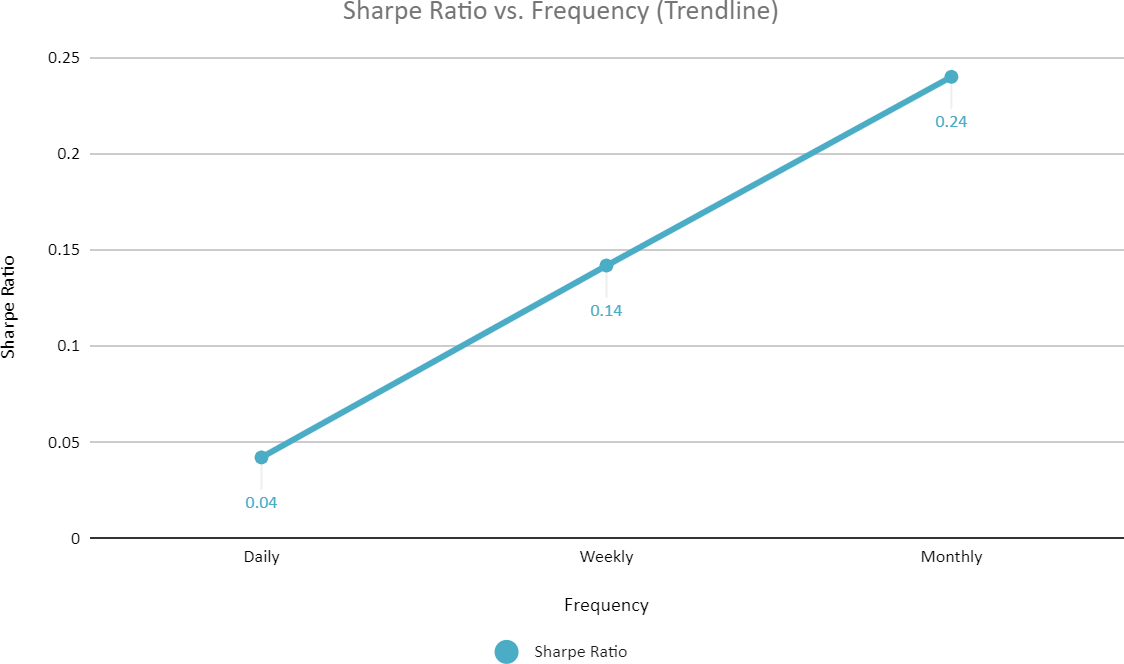 Sharpe Ratio vs. Frequency (Trendline)
0.25
0.2
0.15
0.1
0.05
0
Sharpe Ratio
0.04
0.14
0.24
Daily
Weekly
Monthly
Frequency
Sharpe Ratio